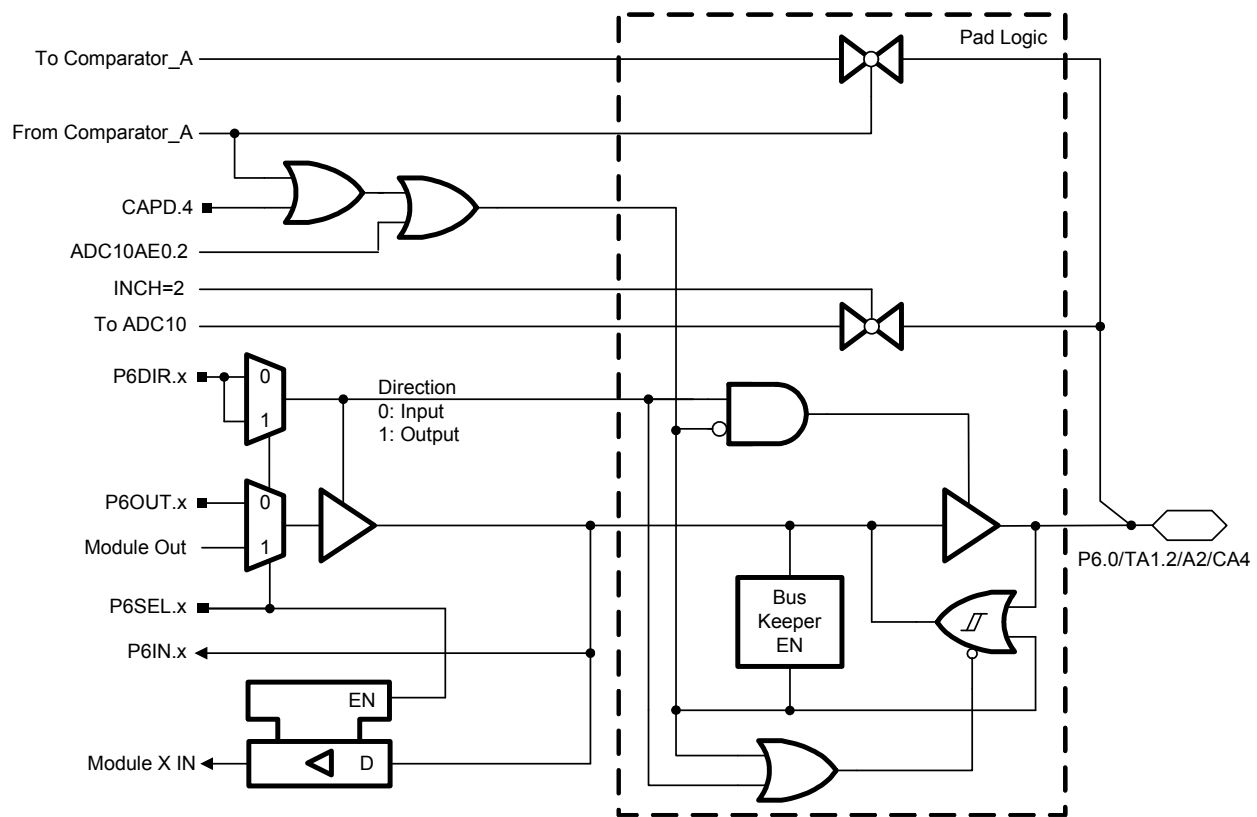 Pad Logic
To Comparator_A
From Comparator_A
CAPD.4
ADC10AE0.2
INCH=2
To ADC10
P6DIR.x
0
1
Direction
0: Input
1: Output
P6OUT.x
0
Module Out
1
P6.0/TA1.2/A2/CA4
P6SEL.x
Bus
Keeper
EN
P6IN.x
EN
Module X IN
D